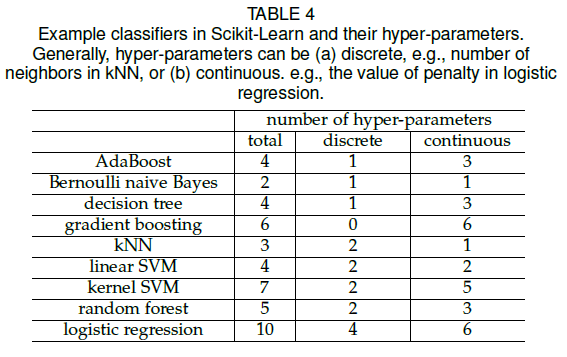 TABLE 4
Example classifiers in Scikit-Learn and their hyper-parameters.
Generally, hyper-parameters can be (a) discrete, e.g., number of
neighbors in kNN, or (b) continuous. e.g., the value of penalty in logistic
regression.
number of hyper-parameters
total discrete continuous
AdaBoost 4 1 3
Bernoulli naive Bayes 2 1 1
decision tree 4 1 3
gradient boosting 6 0 6
kNN 3 2 1
linear SVM 4 2 2
kernel SVM 7 2 5
random forest 5 2 3
logistic regression 10 4 6